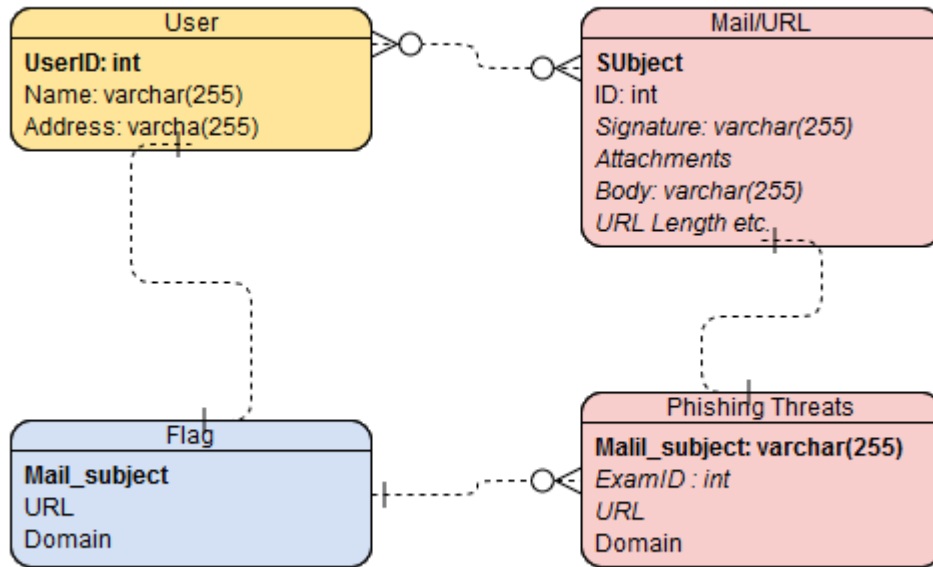 User
UserID: int
Name: varchar(255)
Address: varcha(255)
Mail/URL
SUbject
ID: int
Signature: varchar(255)
Attachments
Body: varchar(255)
URL Length etc.
Flag
Mail_subject
URL
Domain
Phishing Threats
Malil_subject: varchar(255)
ExamID : int
URL
Domain